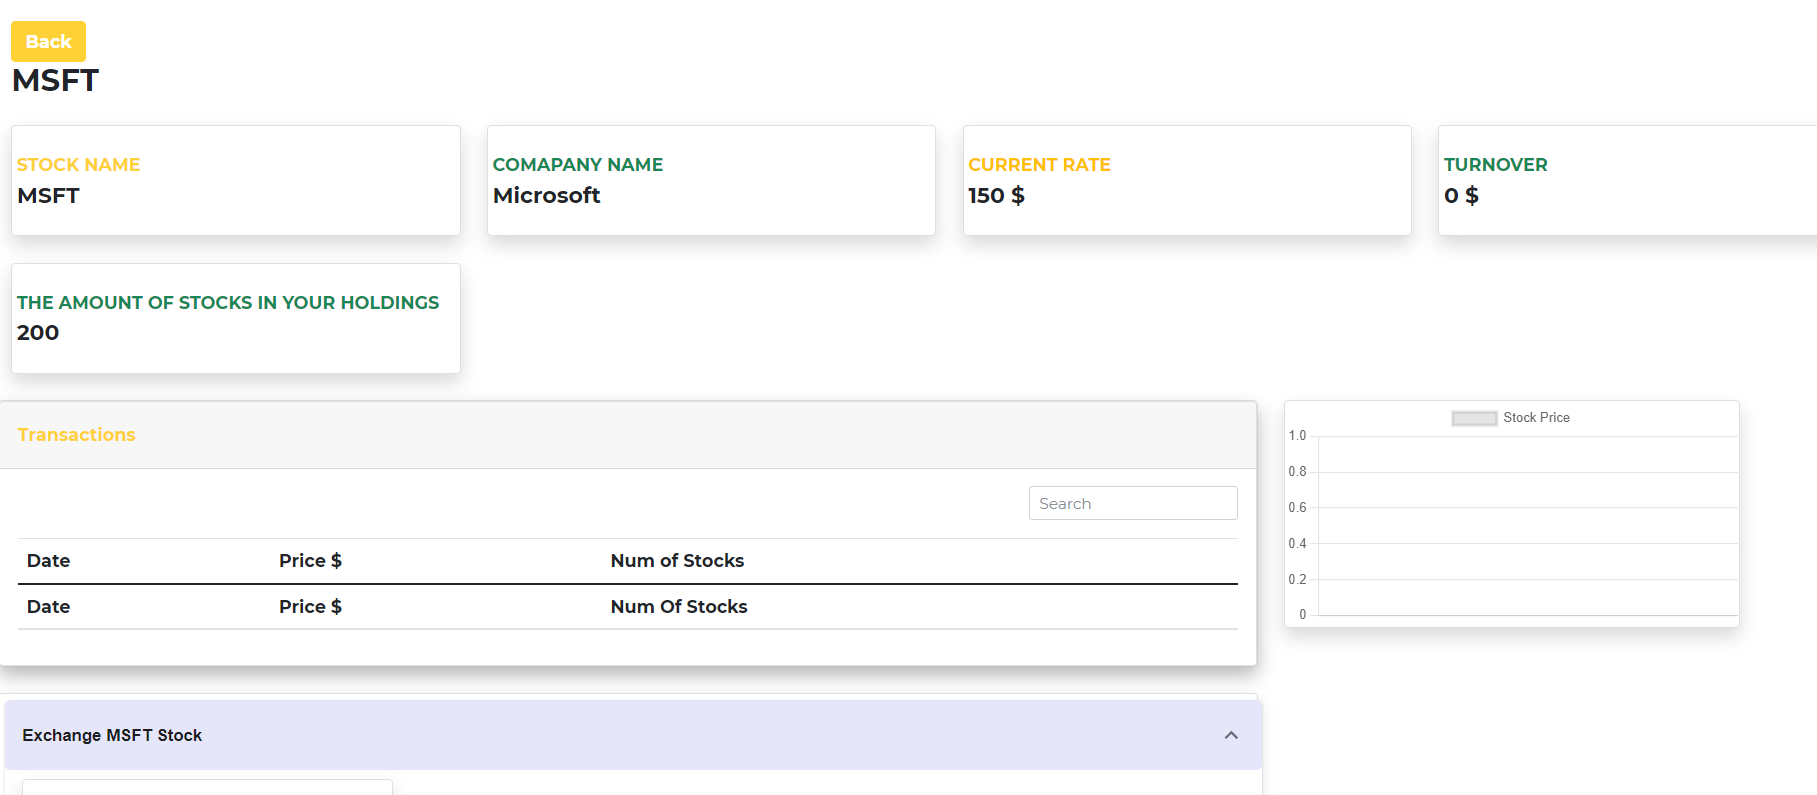 Back
MSFT
STOCK NAME
MSFT
COMAPANY NAME
Microsoft
CURRENT RATE
150 $
TURNOVER
0 $
THE AMOUNT OF STOCKS IN YOUR HOLDINGS
200
Transactions
Search
Date Price $ Num of Stocks
Date Price $ Num Of Stocks
Stock Price
1.0
0.8
0.6
0.4
0.2
0
Exchange MSFT Stock